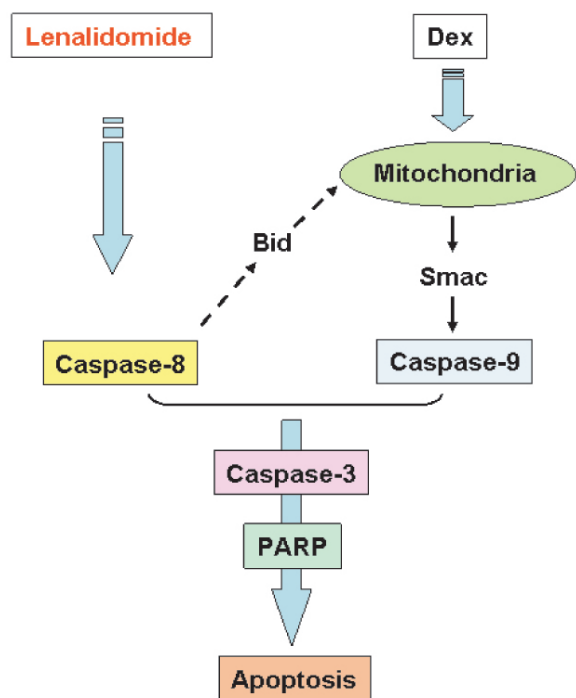 Lenalidomide
Dex
Mitochondria
Bid
Smac
Caspase-8
Caspase-9
Caspase-3
PARP
Apoptosis